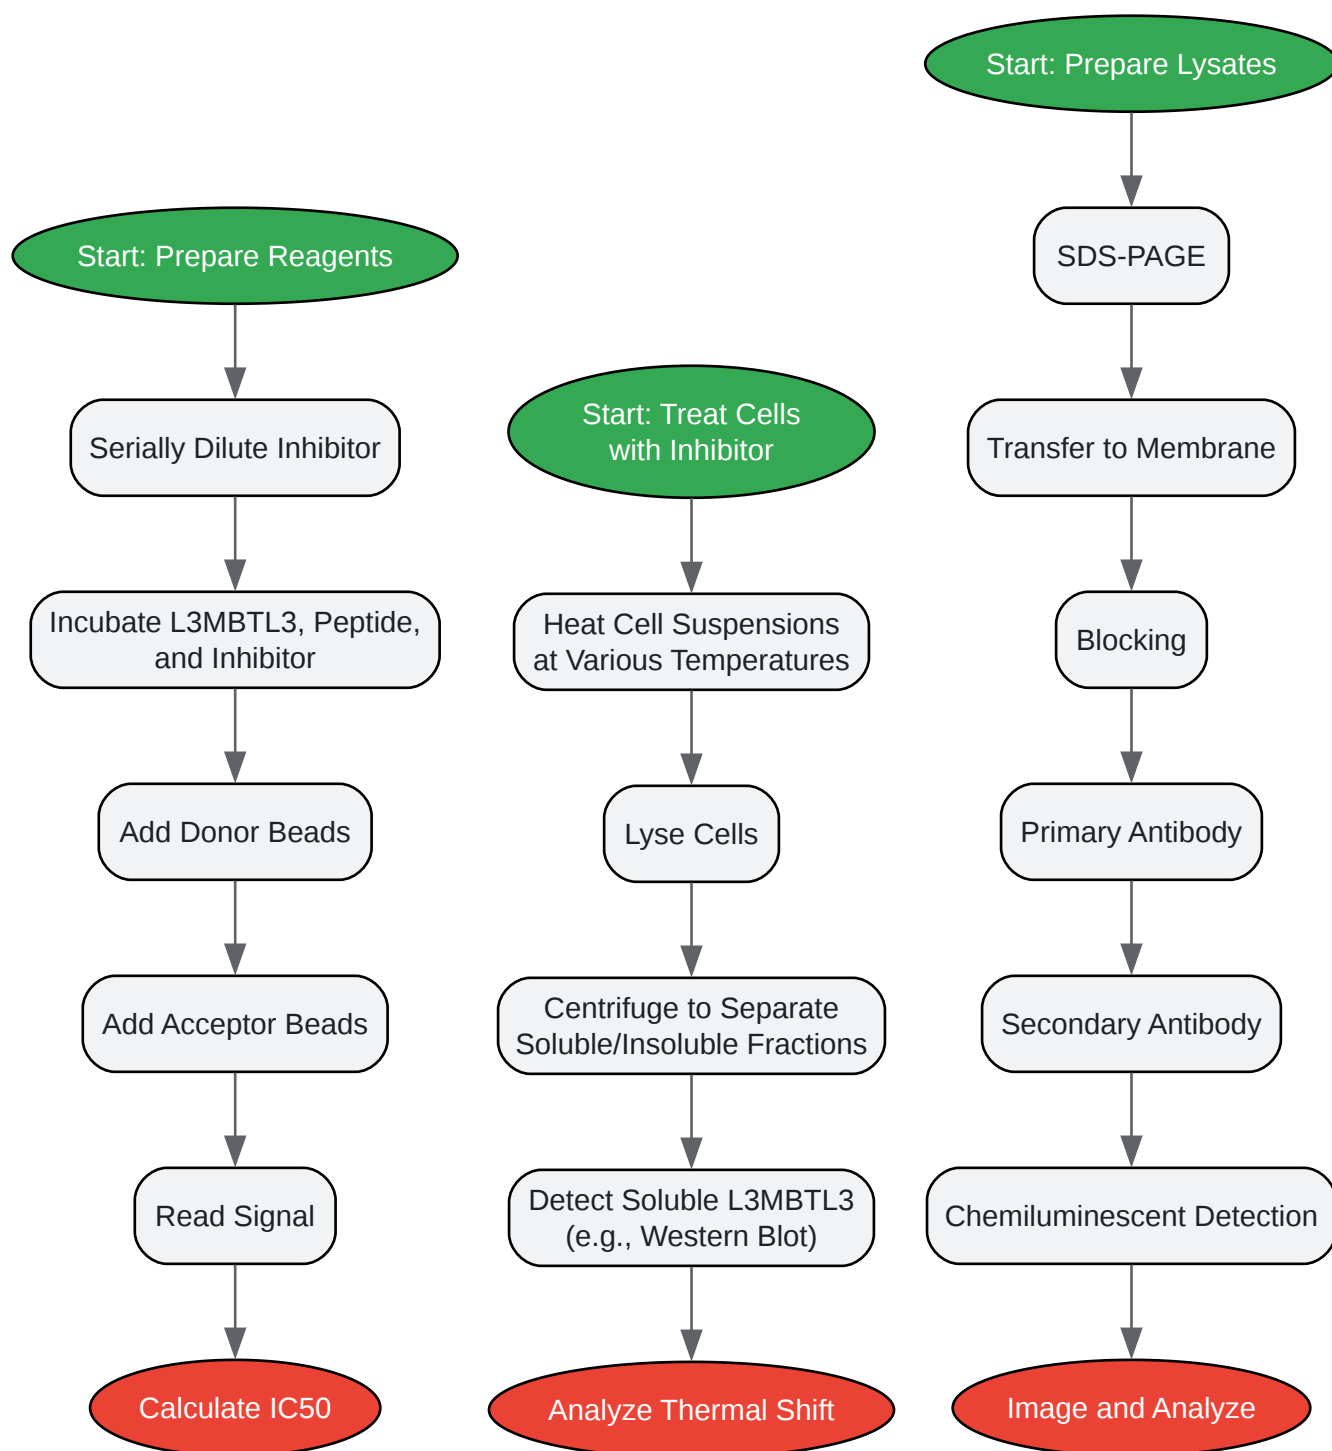 Start: Prepare Reagents
Serially Dilute Inhibitor
Incubate L3MBTL3, Peptide,
and Inhibitor
Add Donor Beads
Add Acceptor Beads
Read Signal
Calculate IC50
Start: Treat Cells
with Inhibitor
Heat Cell Suspensions
at Various Temperatures
Lyse Cells
Centrifuge to Separate
Soluble/Insoluble Fractions
Detect Soluble L3MBTL3
(e.g., Western Blot)
Analyze Thermal Shift
Start: Prepare Lysates
SDS-PAGE
Transfer to Membrane
Blocking
Primary Antibody
Secondary Antibody
Chemiluminescent Detection
Image and Analyze